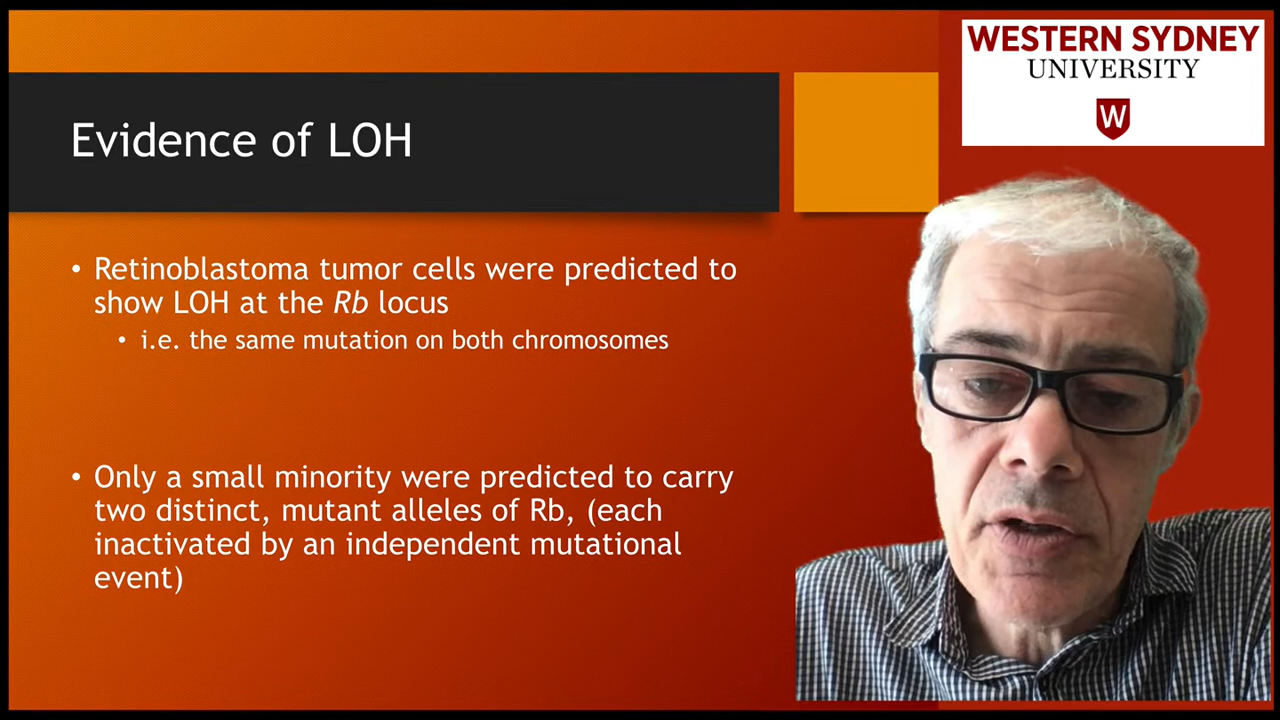 WESTERN SYDNEY
UNIVERSITY
W
Evidence of LOH
• Retinoblastoma tumor cells were predicted to
show LOH at the Rb locus
• i.e. the same mutation on both chromosomes
• Only a small minority were predicted to carry
two distinct, mutant alleles of Rb, (each
inactivated by an independent mutational
event)